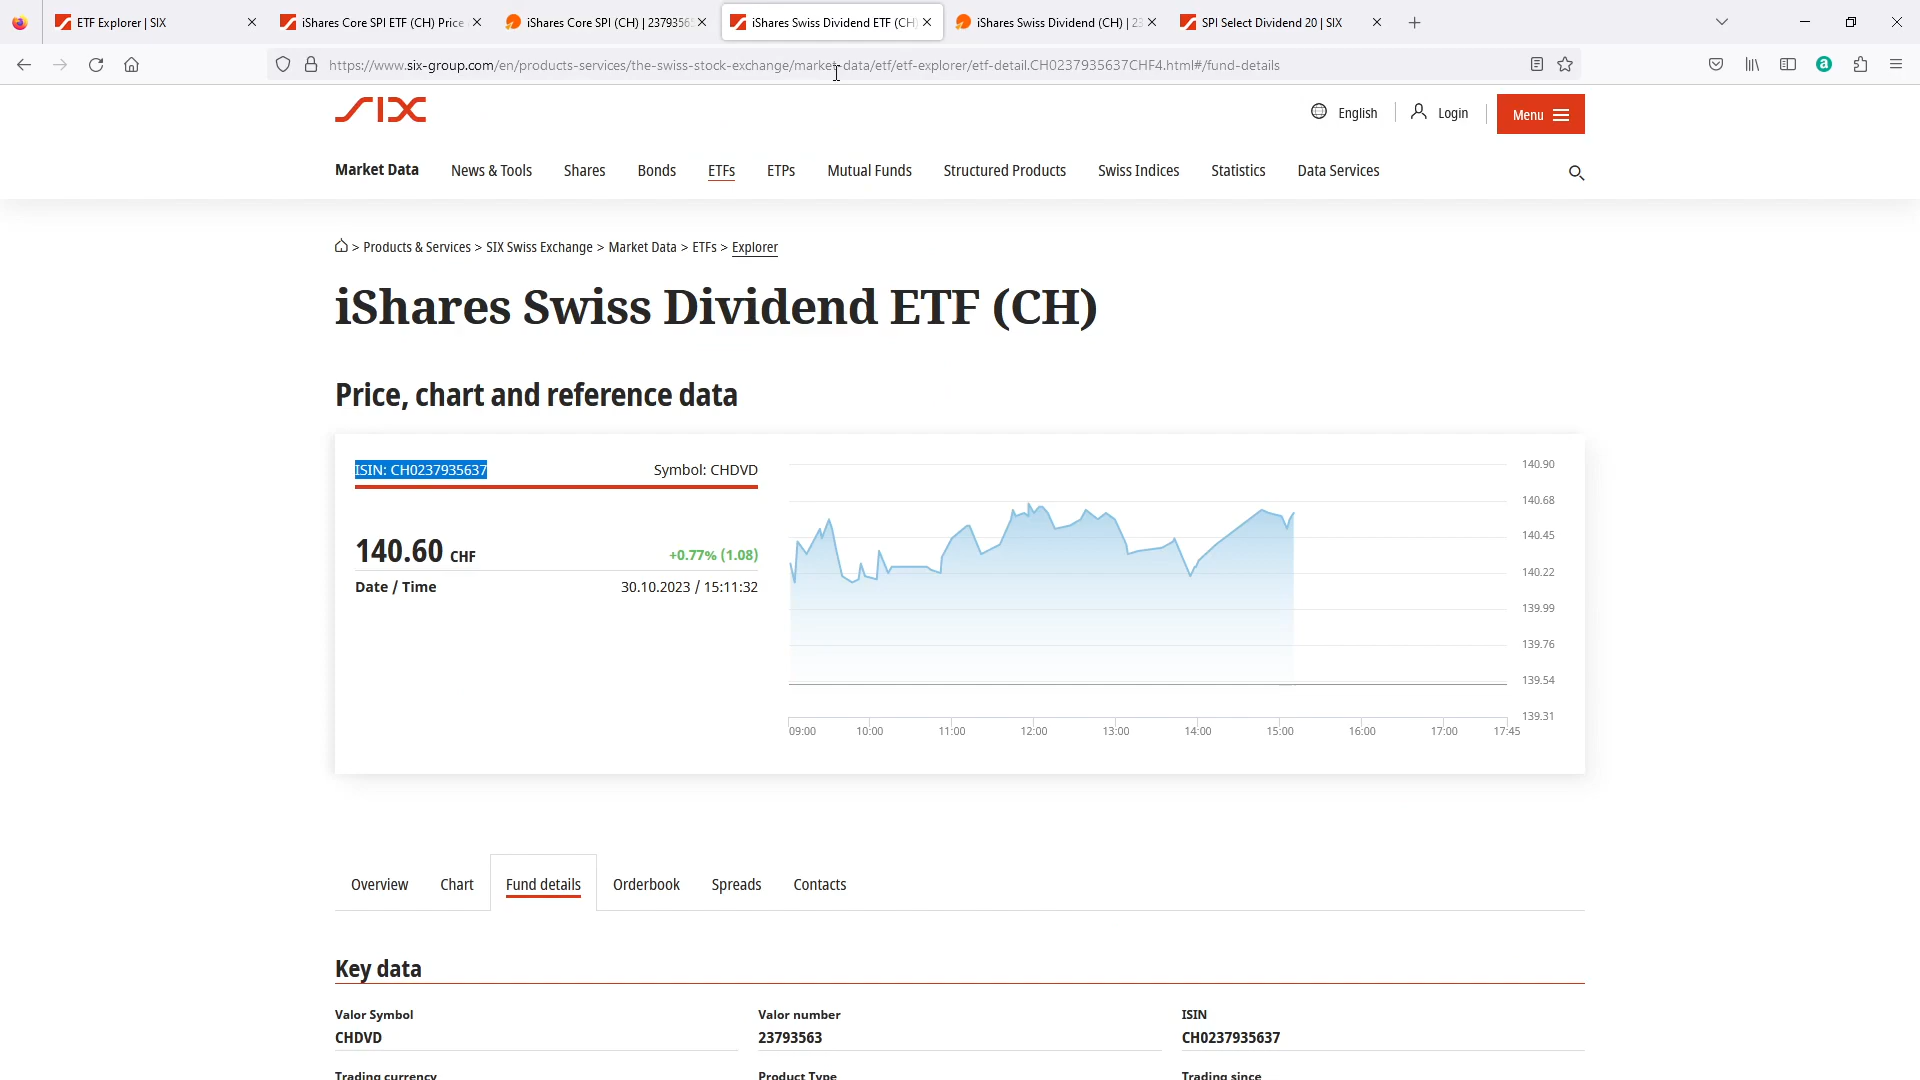 ETF Explorer | SIX
iShares Core SPI ETF (CH) Price
iShares Core SPI (CH) | 2379356
iShares Swiss Dividend ETF (CH
iShares Swiss Dividend (CH) | 23
SPI Select Dividend 20 | SIX
https://www.six-group.com/en/products-services/the-swiss-stock-exchange/market-data/etf/etf-explorer/etf-detail.CH0237935637CHF4.html#/fund-details
a
SIX
English
Login
Menu
Market Data
News & Tools
Shares
Bonds
ETFs
ETPs
Mutual Funds
Structured Products
Swiss Indices
Statistics
Data Services
> Products & Services > SIX Swiss Exchange > Market Data > ETFs > Explorer
iShares Swiss Dividend ETF (CH)
Price, chart and reference data
ISIN: CH0237935637
Symbol: CHDVD
140.60 CHF
+0.77% (1.08)
Date / Time
30.10.2023 / 15:11:32
140.90
140.68
140.45
140.22
139.99
139.76
139.54
139.31
09:00
10:00
11:00
12:00
13:00
14:00
15:00
16:00
17:00
17:45
Overview
Chart
Fund details
Orderbook
Spreads
Contacts
Key data
Valor Symbol
CHDVD
Valor number
23793563
ISIN
CH0237935637
Trading currency
Product Type
Trading since